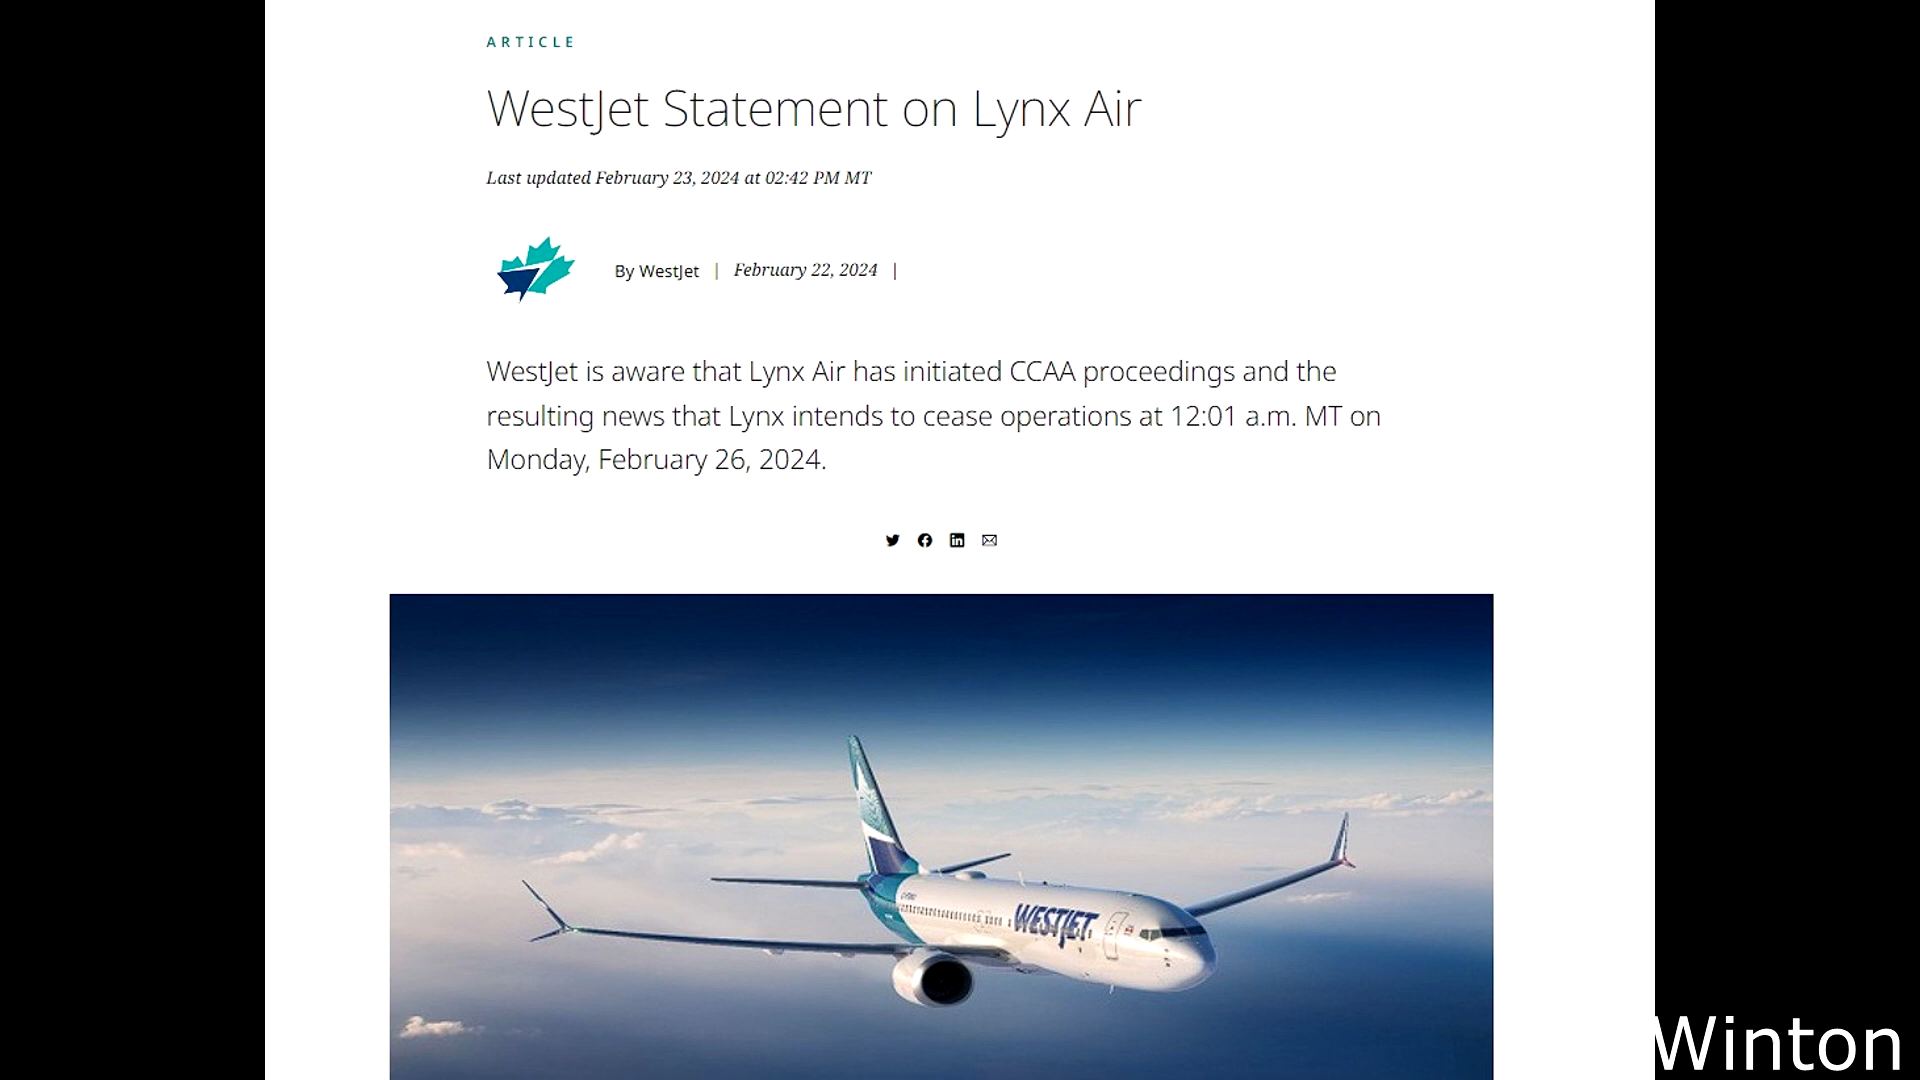 ARTICLE
WestJet Statement on Lynx Air
Last updated February 23, 2024 at 02:42 PM MT
By WestJet | February 22, 2024 |
WestJet is aware that Lynx Air has initiated CCAA proceedings and the
resulting news that Lynx intends to cease operations at 12:01 a.m. MT on
Monday, February 26, 2024.
WESTJET
Winton